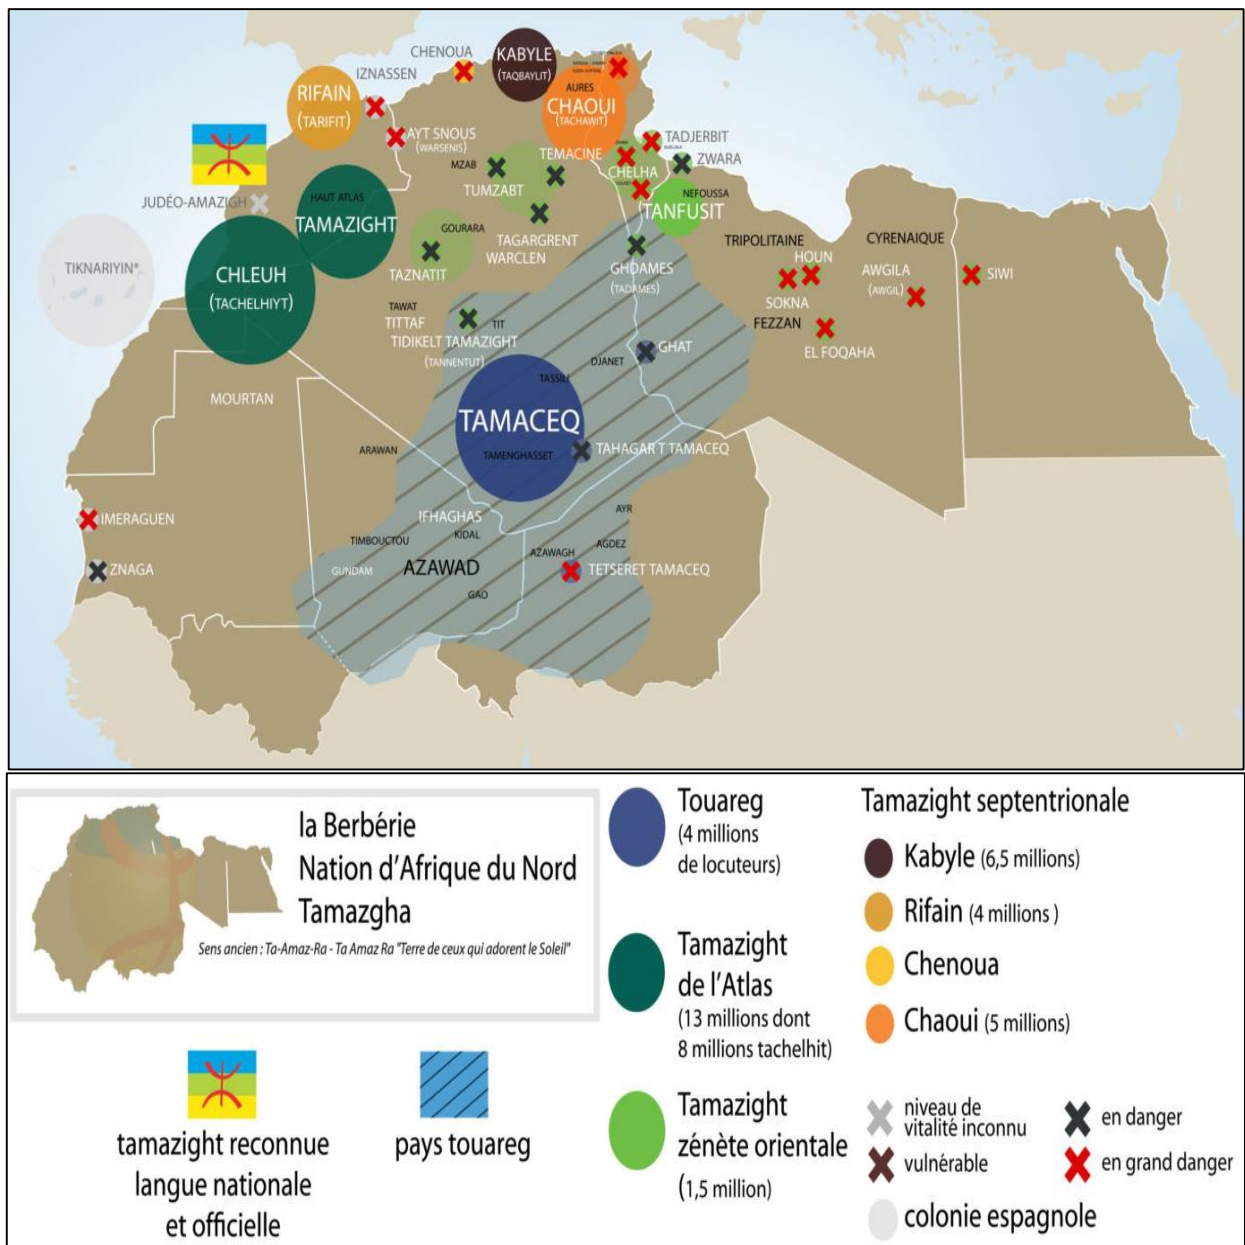 CHENOUA
KABYLE
(TAQBAYLIT)
IZNASSEN
RIFAIN
(TARIFIT)
AURES
CHAOUI
(TACHAWIT)
AYT SNOUS
(WARSENIS)
TADJERBIT
TEMACINE
ZWARA
MZAB
CHELHA
TUMZABT
NEFOUSSA
JUDÉO-AMAZIGH
HAUT ATLAS
TAMAZIGHT
(TANFUSIT
GOURARA
TAGARGRENT
WARCLEN
TRIPOLITAINE
CYRENAIQUE
HOUN
TIKNARIYIN*
CHLEUH
(TACHELHIYT)
TAZNATIT
GHDAMES
(TADAMES)
AWGILA
(AWGIL)
SIWI
SOKNA
TAWAT
TITTAF
TIT
FEZZAN
TIDIKELT TAMAZIGHT
(TANNENTUT)
GHAT
EL FOQAHA
DJANET
TASSILI
MOURTAN
TAMACEQ
ARAWAN
TAMENGHASSET
TAHAGAR T TAMACEQ
IMERAGUEN
IFHAGHAS
AYR
TIMBOUCTOU
KIDAL
AZAWAGH
AGDEZ
ZNAGA
GUNDAM
AZAWAD
TETSERET TAMACEQ
GAO
la Berbérie
Nation d'Afrique du Nord
Tamazgha
Sens ancien : Ta-Amaz-Ra - Ta Amaz Ra "Terre de ceux qui adorent le Soleil"
tamazight reconnue
langue nationale
et officielle
pays touareg
Touareg
(4 millions
de locuteurs)
Tamazight
de l'Atlas
(13 millions dont
8 millions tachelhit)
Tamazight
zénète orientale
(1,5 million)
Tamazight septentrionale
Kabyle (6,5 millions)
Rifain (4 millions )
Chenoua
Chaoui (5 millions)
niveau de
vitalité inconnu
en danger
vulnérable
en grand danger
colonie espagnole